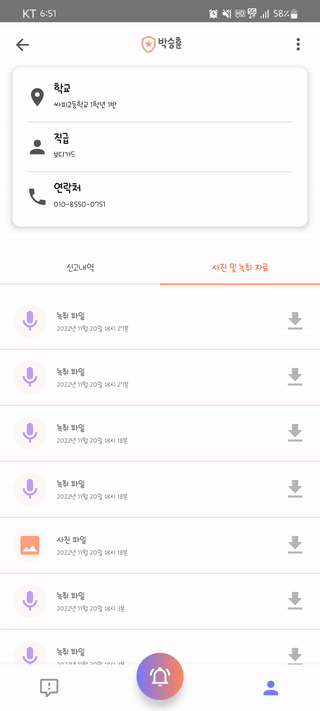 KT 6:51
58%
박승훈
학교
싸피고등학교 1학년 1반
직급
보디가드
연락처
010-8550-0751
신고내역
사진 및 녹취 자료
녹취 파일
2022년 11월 20일 18시 27분
녹취 파일
2022년 11월 20일 18시 27분
녹취 파일
2022년 11월 20일 18시 18분
녹취 파일
2022년 11월 20일 18시 18분
사진 파일
2022년 11월 20일 18시 18분
녹취 파일
2022년 11월 20일 18시 3분
녹취 파일